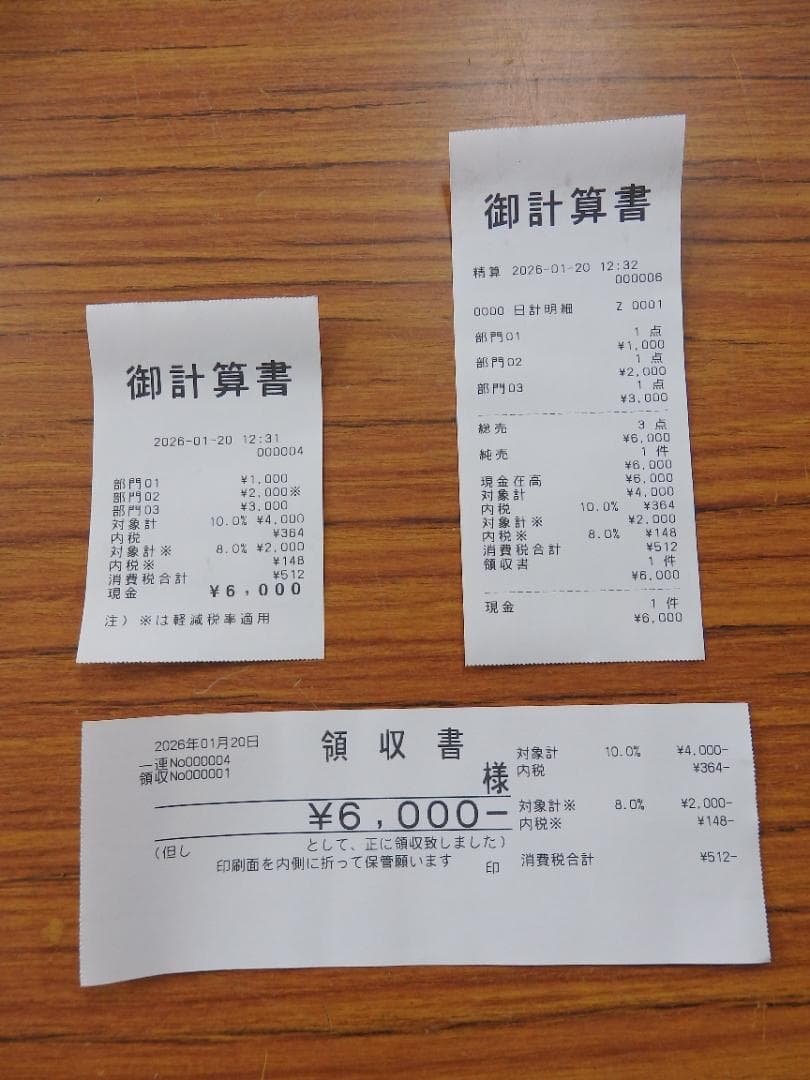 御計算書
2026-01-20 12:31
000004
部門01 ¥1,000
部門02 ¥2,000※
部門03 ¥3,000
対象計 10.0% ¥4,000
内税 ¥364
対象計※ 8.0% ¥2,000
内税※ ¥148
消費税合計 ¥512
現金 ¥6,000
注) ※は軽減税率適用
御計算書
精算 2026-01-20 12:32
000006
0000 日計明細 Z 0001
部門01 1 点
¥1,000
部門02 1 点
¥2,000
部門03 1 点
¥3,000
総売 3 点
¥6,000
純売 1 件
¥6,000
現金在高 ¥6,000
対象計 ¥4,000
内税 10.0% ¥364
対象計※ ¥2,000
内税※ 8.0% ¥148
消費税合計 ¥512
領収書 1 件
¥6,000
現金 1 件
¥6,000
2026年01月20日
一連No000004
領収No000001
領収書
様
¥6,000-
(但し として、正に領収致しました)
印刷面を内側に折って保管願います 印
対象計 10.0% ¥4,000-
内税 ¥364-
対象計※ 8.0% ¥2,000-
内税※ ¥148-
消費税合計 ¥512-